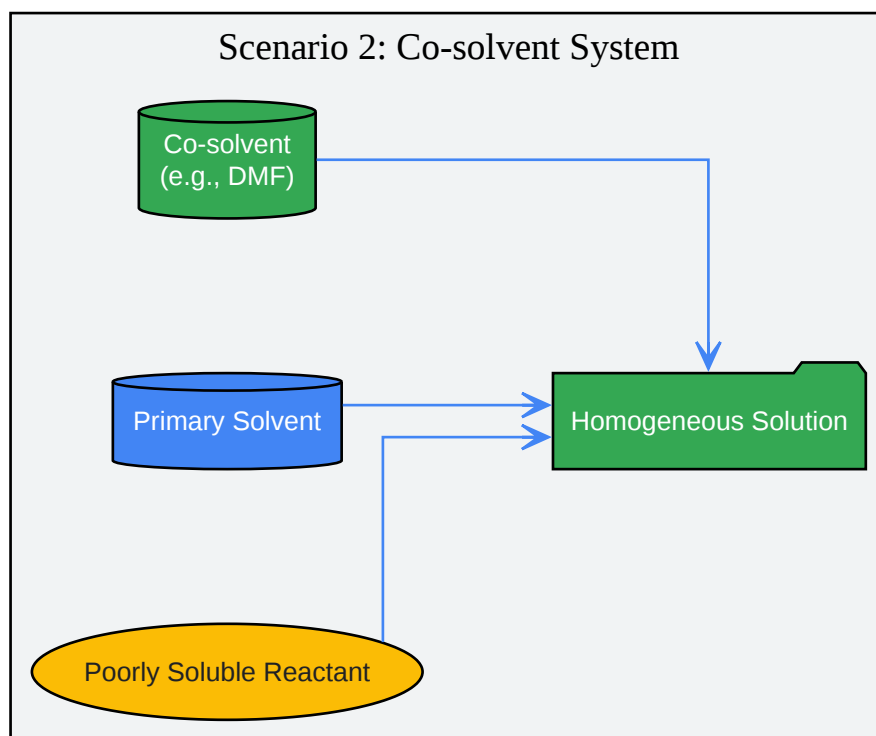 Scenario 2: Co-solvent System
Co-solvent
(e.g., DMF)
Primary Solvent
Homogeneous Solution
Poorly Soluble Reactant